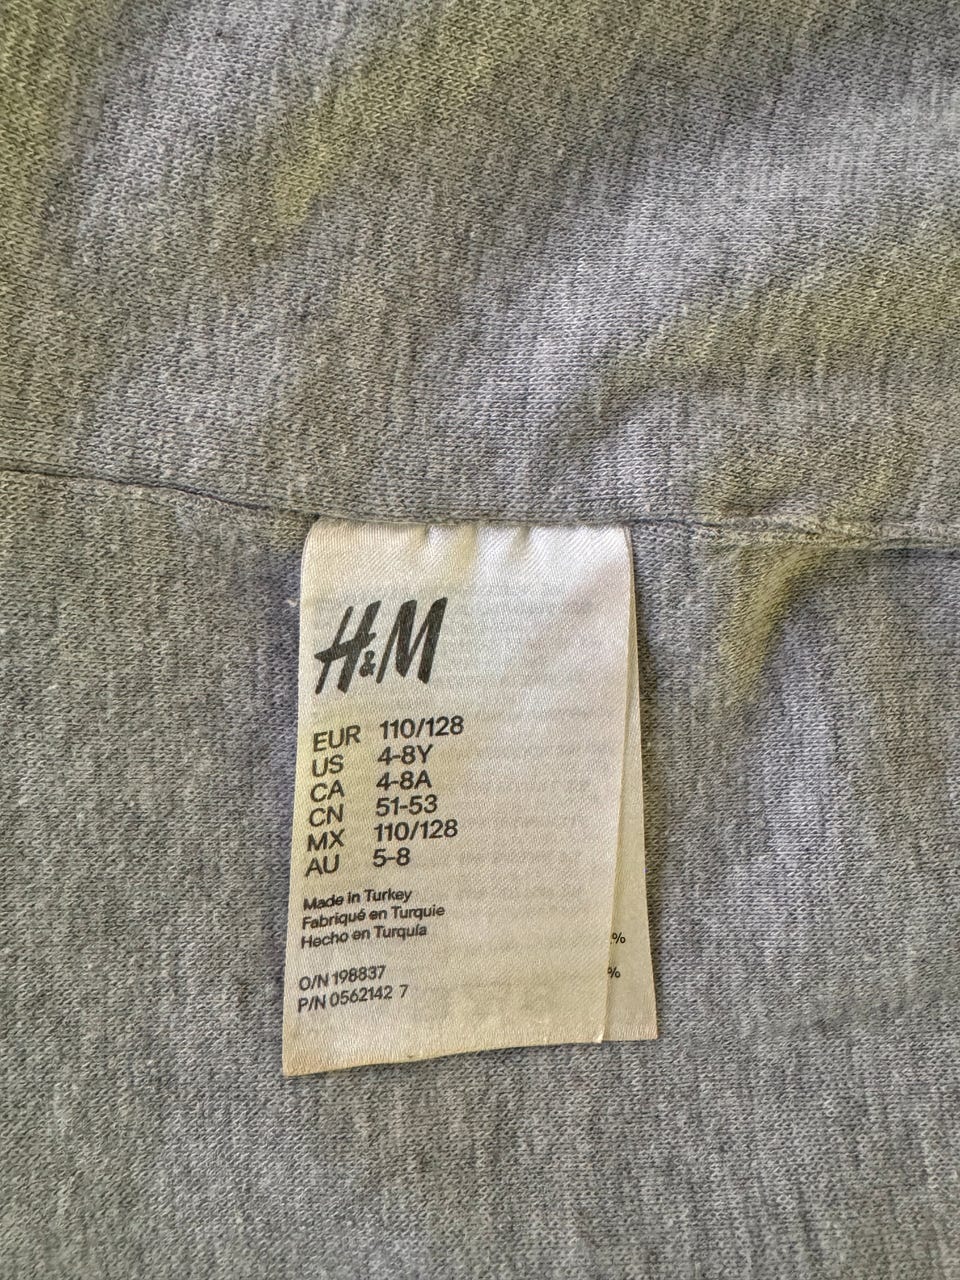 H&M
EUR 110/128
US 4-8Y
CA 4-8A
CN 51-53
MX 110/128
AU 5-8
Made in Turkey
Fabriqué en Turquie
Hecho en Turquía
O/N 198837
P/N 0562142 7
%
%